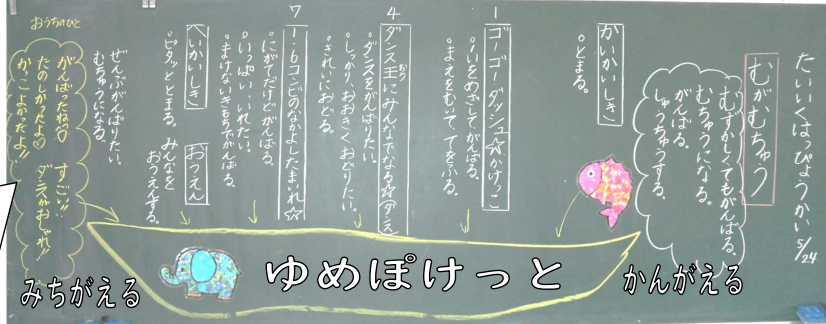 たいいくはっぴょうかい 5/24
むがむちゅう
むずかしくてもがんばる。
むちゅうになる。
がんばる。
しゅうちゅうする。
かいかいしき
。とまる。
1 ゴーゴーダッシュ☆かけっこ
。1いをめざしてがんばる。
。まえをむいて、てをふる。
4 ダンス王にみんなでなる☆(ダンス
おう
。ダンスをがんばりたい。
。しっかり、おおきくおどりたい。
。きれいにおどる。
7 1・6コンビのなかよしたまいれ☆
。にがてだけどがんばる。
。いっぱい、いれたい。
。まけないきもちでがんばる。
へいかいしき
。ピタッととまる。
おうえん
みんなを
おうえんする。
ぜんぶがんばりたい。
むちゅうになる。
おうちのひと
がんばったね♡
たのしかったよ♡
かっこよかったよ!!
すごい!!
ダンスがおしゃれ!!
かんがえる
ゆめぽけっと
みちがえる